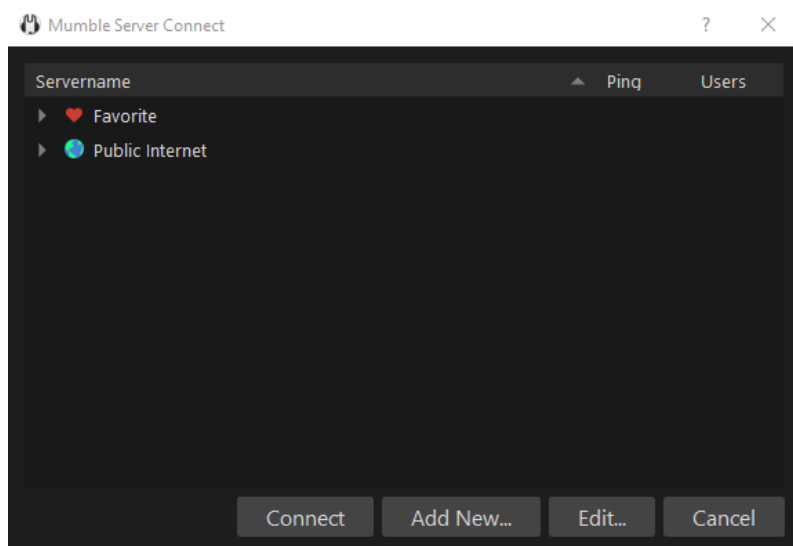 Mumble Server Connect
Servername Ping Users
Favorite
Public Internet
Connect Add New... Edit... Cancel